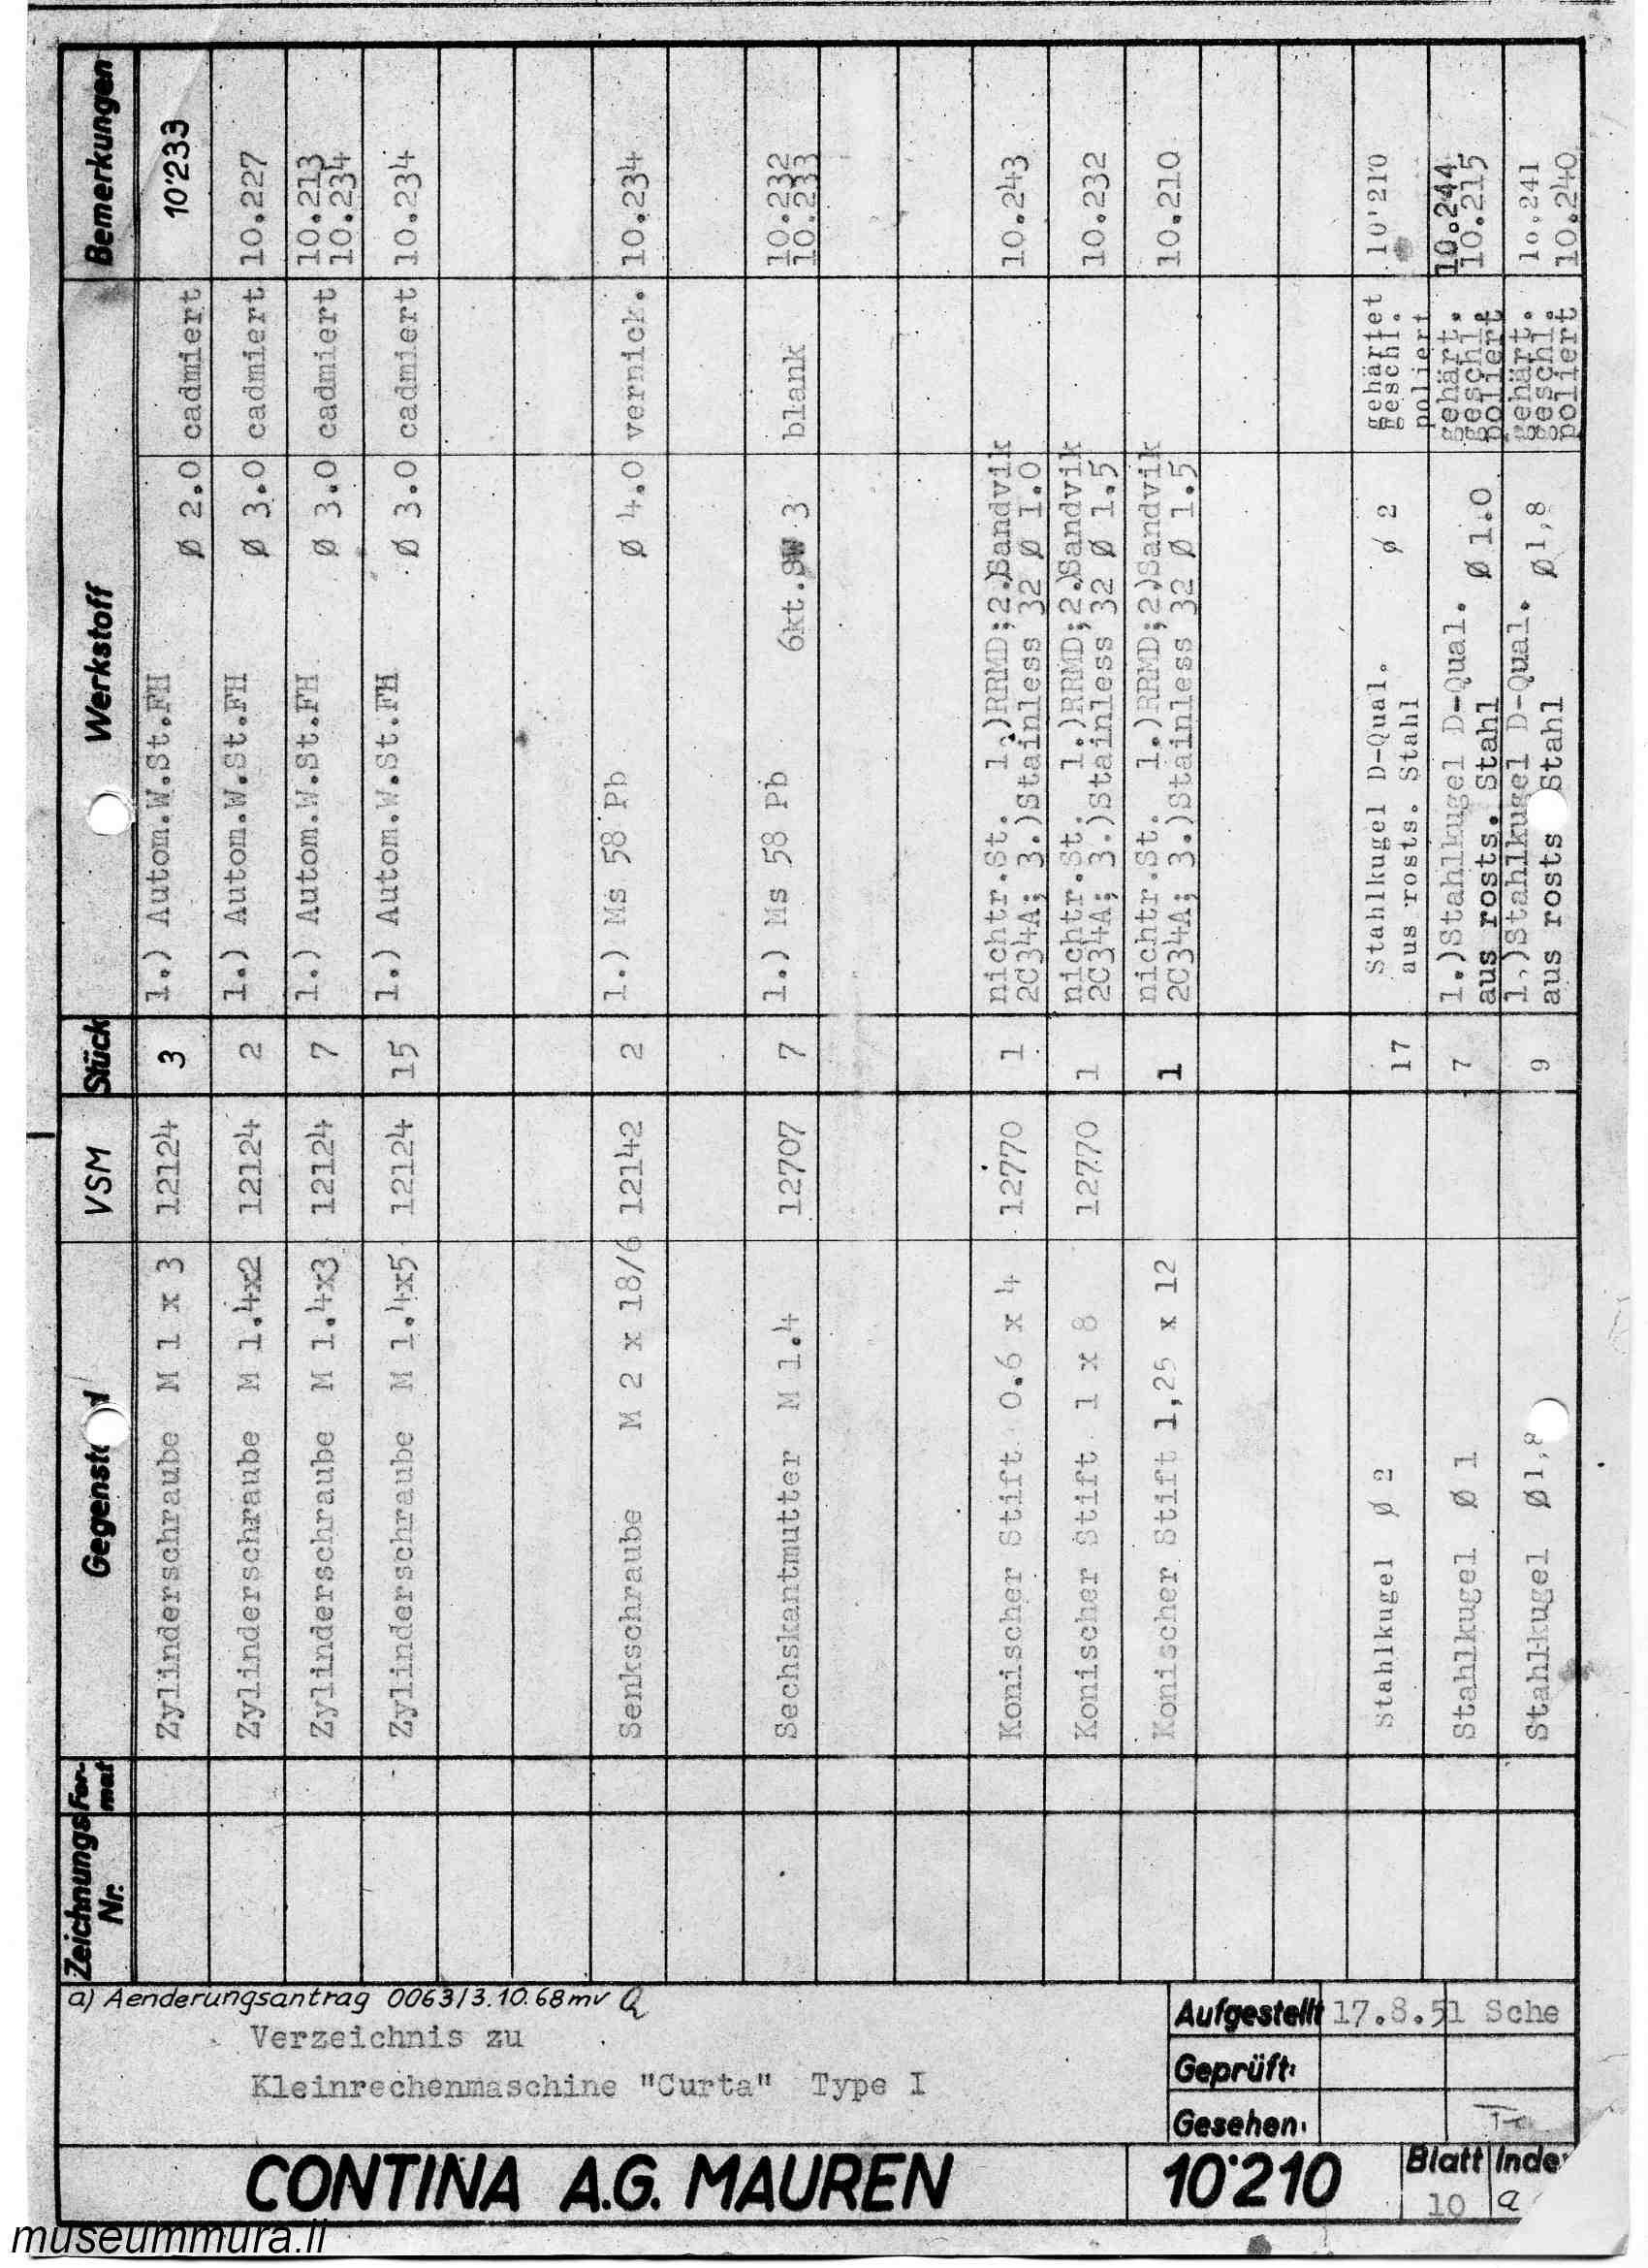 Zeichnungs Nr. For-mat Gegensta d VSM Stück Werkstoff Bemerkungen
Zylinderschraube M 1 x 3 12124 3 1.) Autom.W.St.FH Ø 2.0 cadmiert 10'233
Zylinderschraube M 1.4x2 12124 2 1.) Autom.W.St.FH Ø 3.0 cadmiert 10.227
Zylinderschraube M 1.4x3 12124 7 1.) Autom.W.St.FH Ø 3.0 cadmiert 10.213
10.234
Zylinderschraube M 1.4x5 12124 15 1.) Autom.W.St.FH Ø 3.0 cadmiert 10.234
Senkschraube M 2 x 18/6 12142 2 1.) Ms 58 Pb Ø 4.0 vernick. 10.234
Sechskantmutter M 1.4 12707 7 1.) Ms 58 Pb 6kt.SW 3 blank 10.232
10.233
Konischer Stift 0.6 x 4 12770 1 nichtr.St. 1.)RRMD;2.)Sandvik 10.243
2C34A; 3.)Stainless 32 Ø 1.0
Konischer Stift 1 x 8 12770 1 nichtr.St. 1.)RRMD;2.)Sandvik 10.232
2C34A; 3.)Stainless 32 Ø 1.5
Konischer Stift 1,25 x 12 1 nichtr.St. 1.)RRMD;2.)Sandvik 10.210
2C34A; 3.)Stainless 32 Ø 1.5
Stahlkugel Ø 2 17 Stahlkugel D-Qual. Ø 2 gehärtet 10'210
aus rosts. Stahl geschl.
poliert
Stahlkugel Ø 1 7 1.)Stahlkugel D-Qual. gehärt. 10.244
aus rosts. Stahl Ø 1.0 geschl. 10.215
poliert
Stahlkugel Ø 1,8 9 1.)Stahlkugel D-Qual. Ø 1,8 gehärt. 10.241
aus rosts Stahl geschl. 10.240
poliert
a) Aenderungsantrag 0063/3.10.68 mv
Verzeichnis zu
Kleinrechenmaschine "Curta" Type I
Aufgestellt 17.8.51 Sche
Geprüft:
Gesehen:
CONTINA A.G. MAUREN
10'210
Blatt Inde
10 a
museummura.li